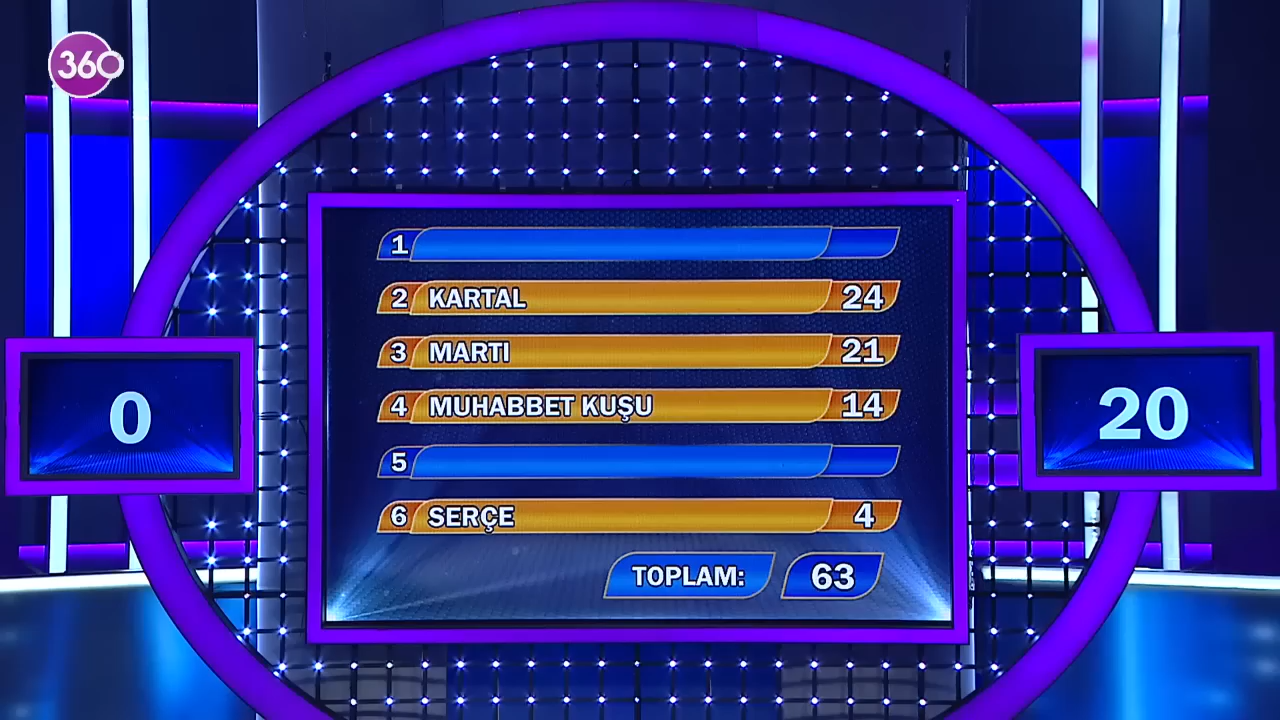 360
1
2 KARTAL 24
3 MARTI 21
4 MUHABBET KUŞU 14
5
6 SERÇE 4
TOPLAM: 63
0
20